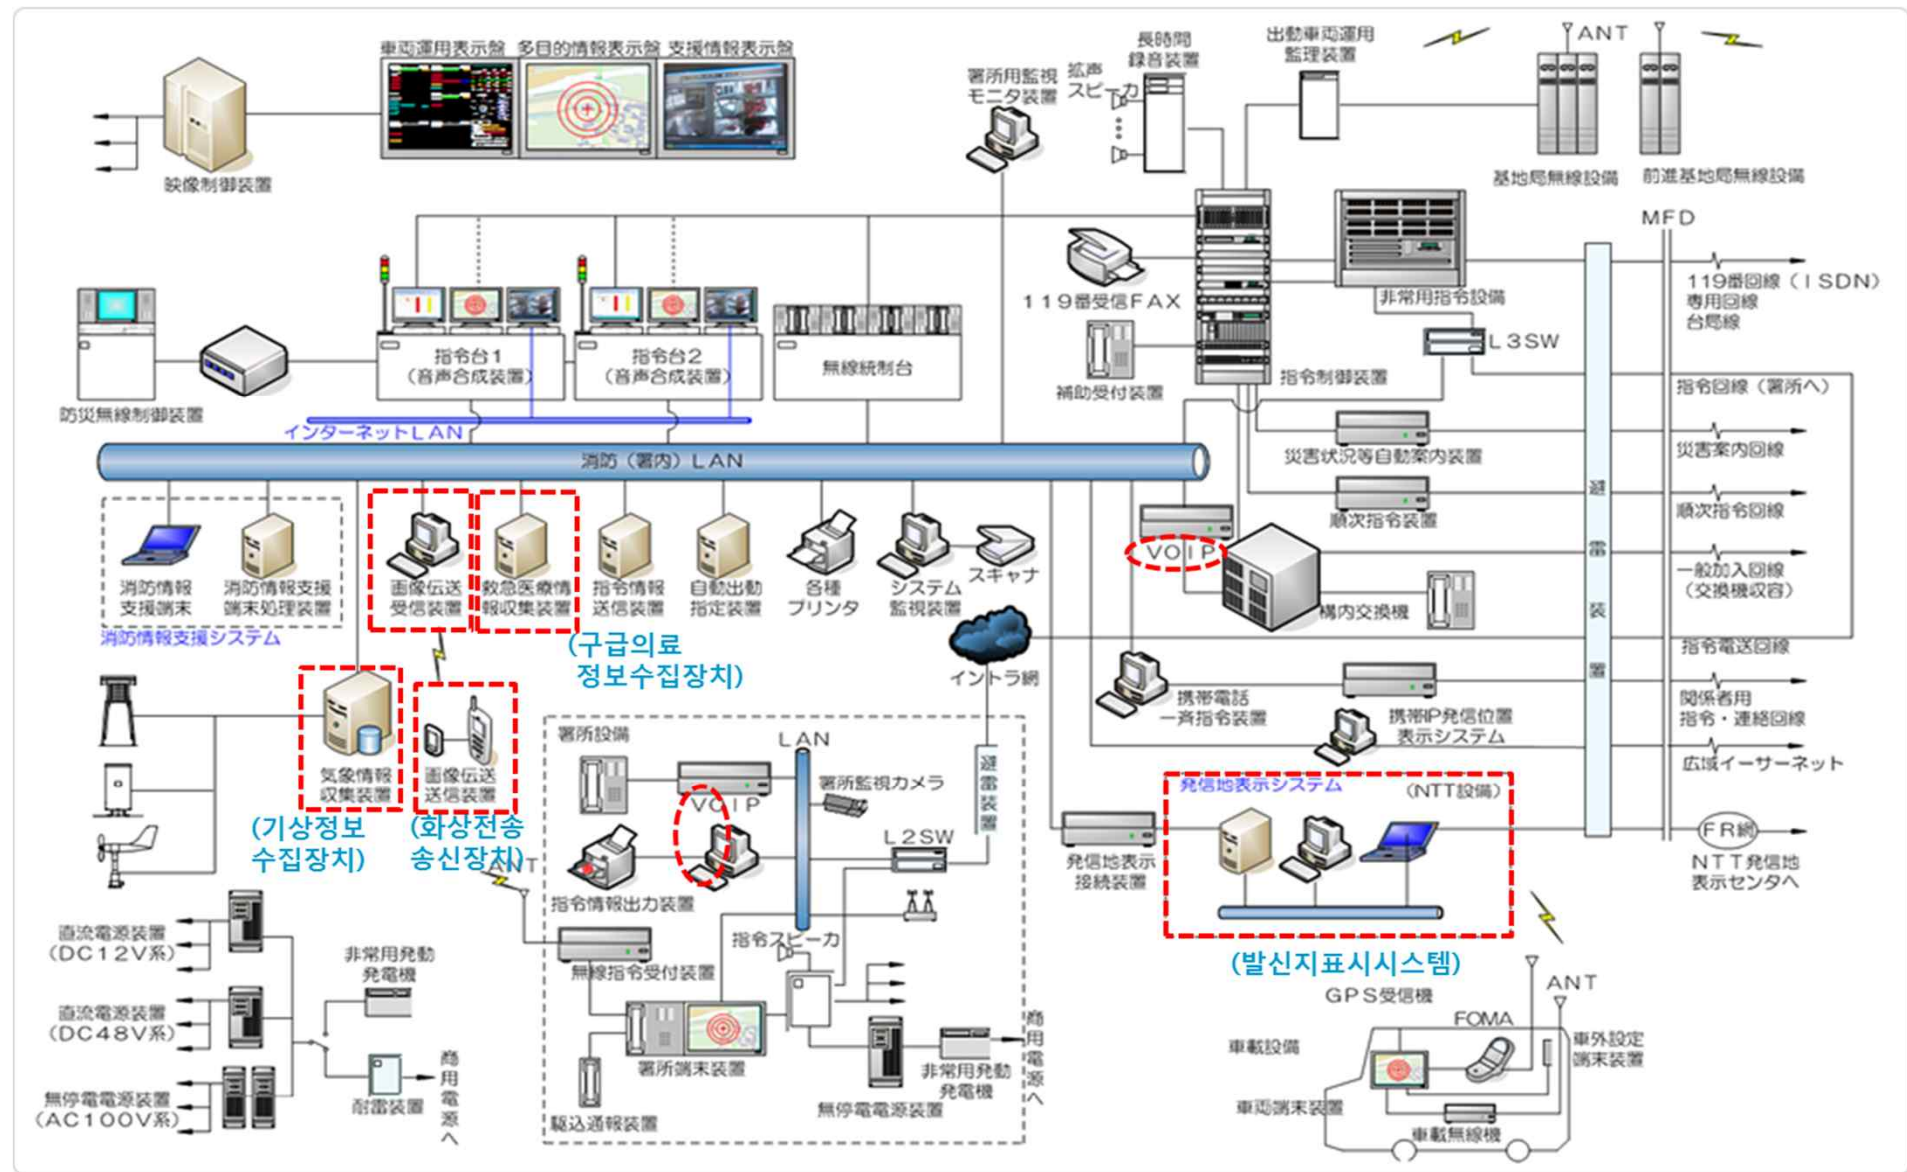 車両運用表示盤 多目的情報表示盤 支援情報表示盤
映像制御装置
署所用監視
モニタ装置
拡声
スピーカ
長時間
録音装置
出動車両運用
監理装置
ANT
基地局無線設備
前進基地局無線設備
MFD
防災無線制御装置
指令台1
(音声合成装置)
指令台2
(音声合成装置)
無線統制台
インターネットLAN
119番受信FAX
補助受付装置
指令制御装置
非常用指令設備
L3SW
119番回線(ISDN)
専用回線
台局線
指令回線(署所へ)
消防(署内)LAN
災害状況等自動案内装置
災害案内回線
順次指令装置
順次指令回線
避雷装置
VOIP
構内交換機
一般加入回線
(交換機収容)
指令電送回線
消防情報
支援端末
消防情報支援
端末処理装置
消防情報支援システム
画像伝送
受信装置
救急医療情
報収集装置
指令情報
送信装置
自動出動
指定装置
各種
プリンタ
システム
監視装置
スキャナ
(구급의료
정보수집장치)
イントラ網
携帯電話
一斉指令装置
携帯IP発信位置
表示システム
関係者用
指令・連絡回線
広域イーサーネット
気象情報
収集装置
画像伝送
送信装置
(기상정보
수집장치)
(화상전송
송신장치)
署所設備
LAN
VOIP
署所監視カメラ
避雷装置
L2SW
指令情報出力装置
ANT
指令スピーカ
無線指令受付装置
署所端末装置
駆込通報装置
無停電電源装置
非常用発動
発電機
商用電源へ
発信地表示
接続装置
発信地表示システム
(NTT設備)
FR網
NTT発信地
表示センタへ
(발신지표시시스템)
直流電源装置
(DC12V系)
直流電源装置
(DC48V系)
無停電電源装置
(AC100V系)
非常用発動
発電機
耐雷装置
商用電源へ
GPS受信機
ANT
FOMA
車載設備
車外設定
端末装置
車両端末装置
車載無線機